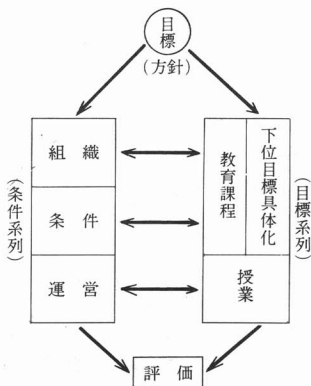 目標
(方針)
組織
条件
運営
(条件系列)
下位目標具体化
教育課程
授業
(目標系列)
評価